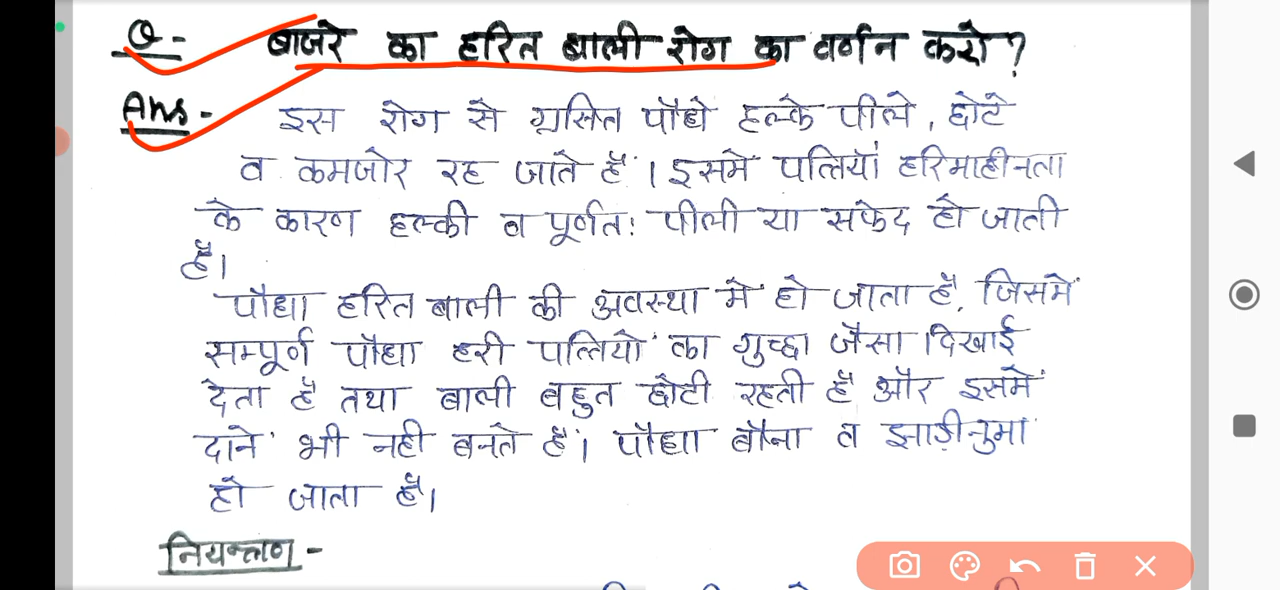 Q - बाजरे का हरित बाली रोग का वर्णन करो ?
Ans - इस रोग से ग्रसित पौधे हल्के पीले, छोटे
व कमजोर रह जाते हैं। इसमे पत्तियां हरिमाहीनता
के कारण हल्की व पूर्णत: पीली या सफेद हो जाती
है।
पौधा हरित बाली की अवस्था में हो जाता है, जिसमें
सम्पूर्ण पौधा हरी पत्तियों का गुच्छा जैसा दिखाई
देता है तथा बाली बहुत छोटी रहती है और इसमें
दाने भी नही बनते हैं। पौधा बौना व झाड़ीनुमा
हो जाता है।
नियन्त्रण -